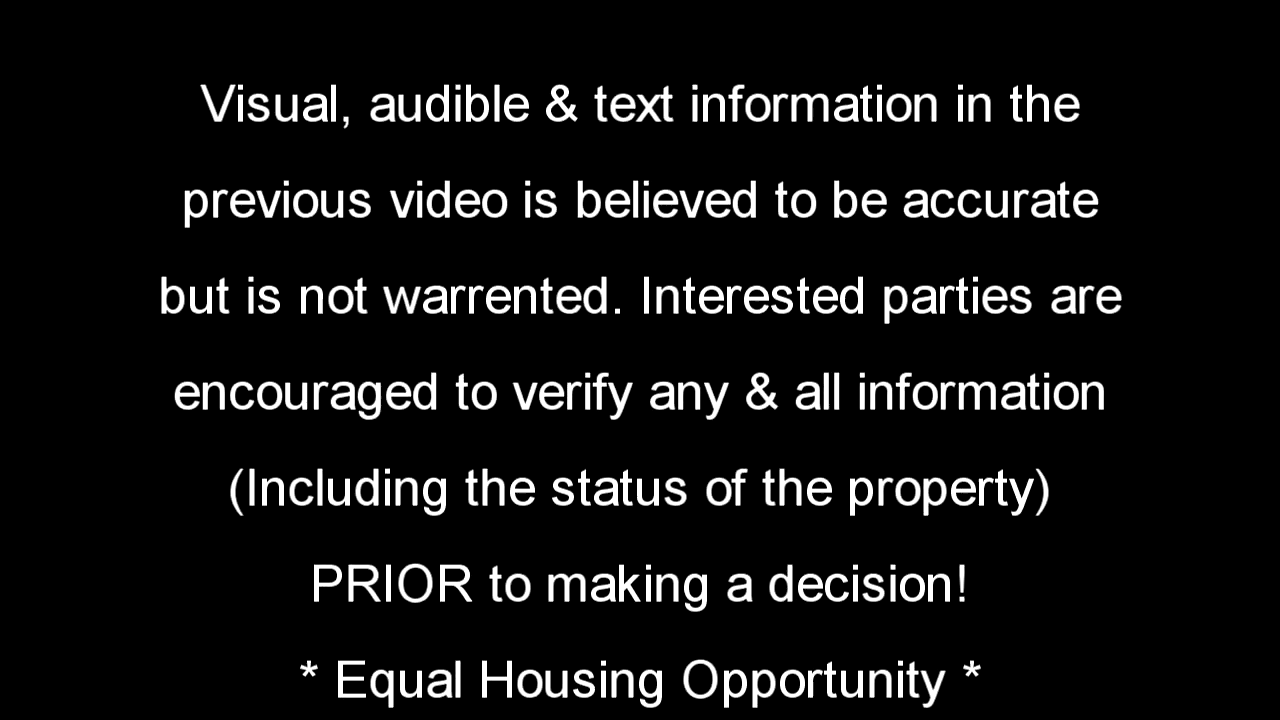 Visual, audible & text information in the
previous video is believed to be accurate
but is not warrented. Interested parties are
encouraged to verify any & all information
(Including the status of the property)
PRIOR to making a decision!
* Equal Housing Opportunity *